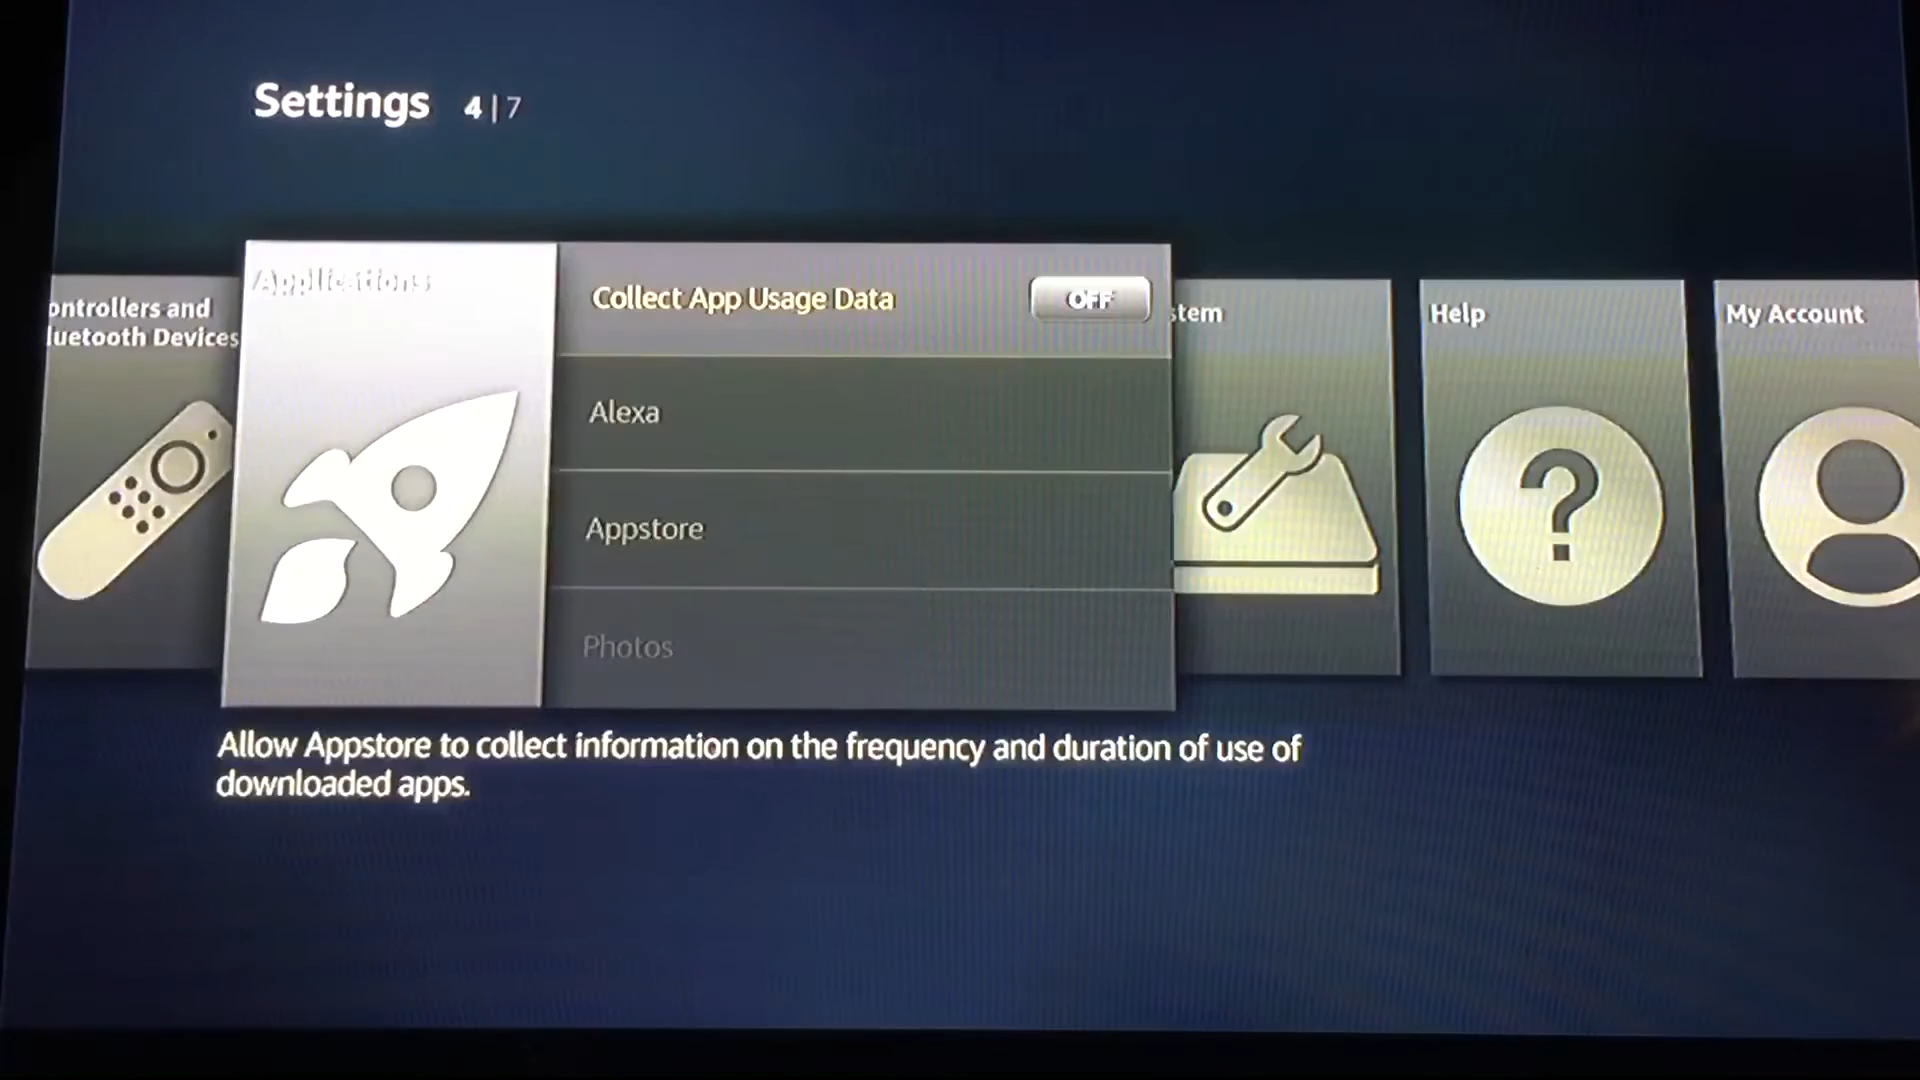 Settings 4|7
ontrollers and
luetooth Devices
Applications
Collect App Usage Data OFF
Alexa
Appstore
Photos
stem
Help
My Account
Allow Appstore to collect information on the frequency and duration of use of
downloaded apps.